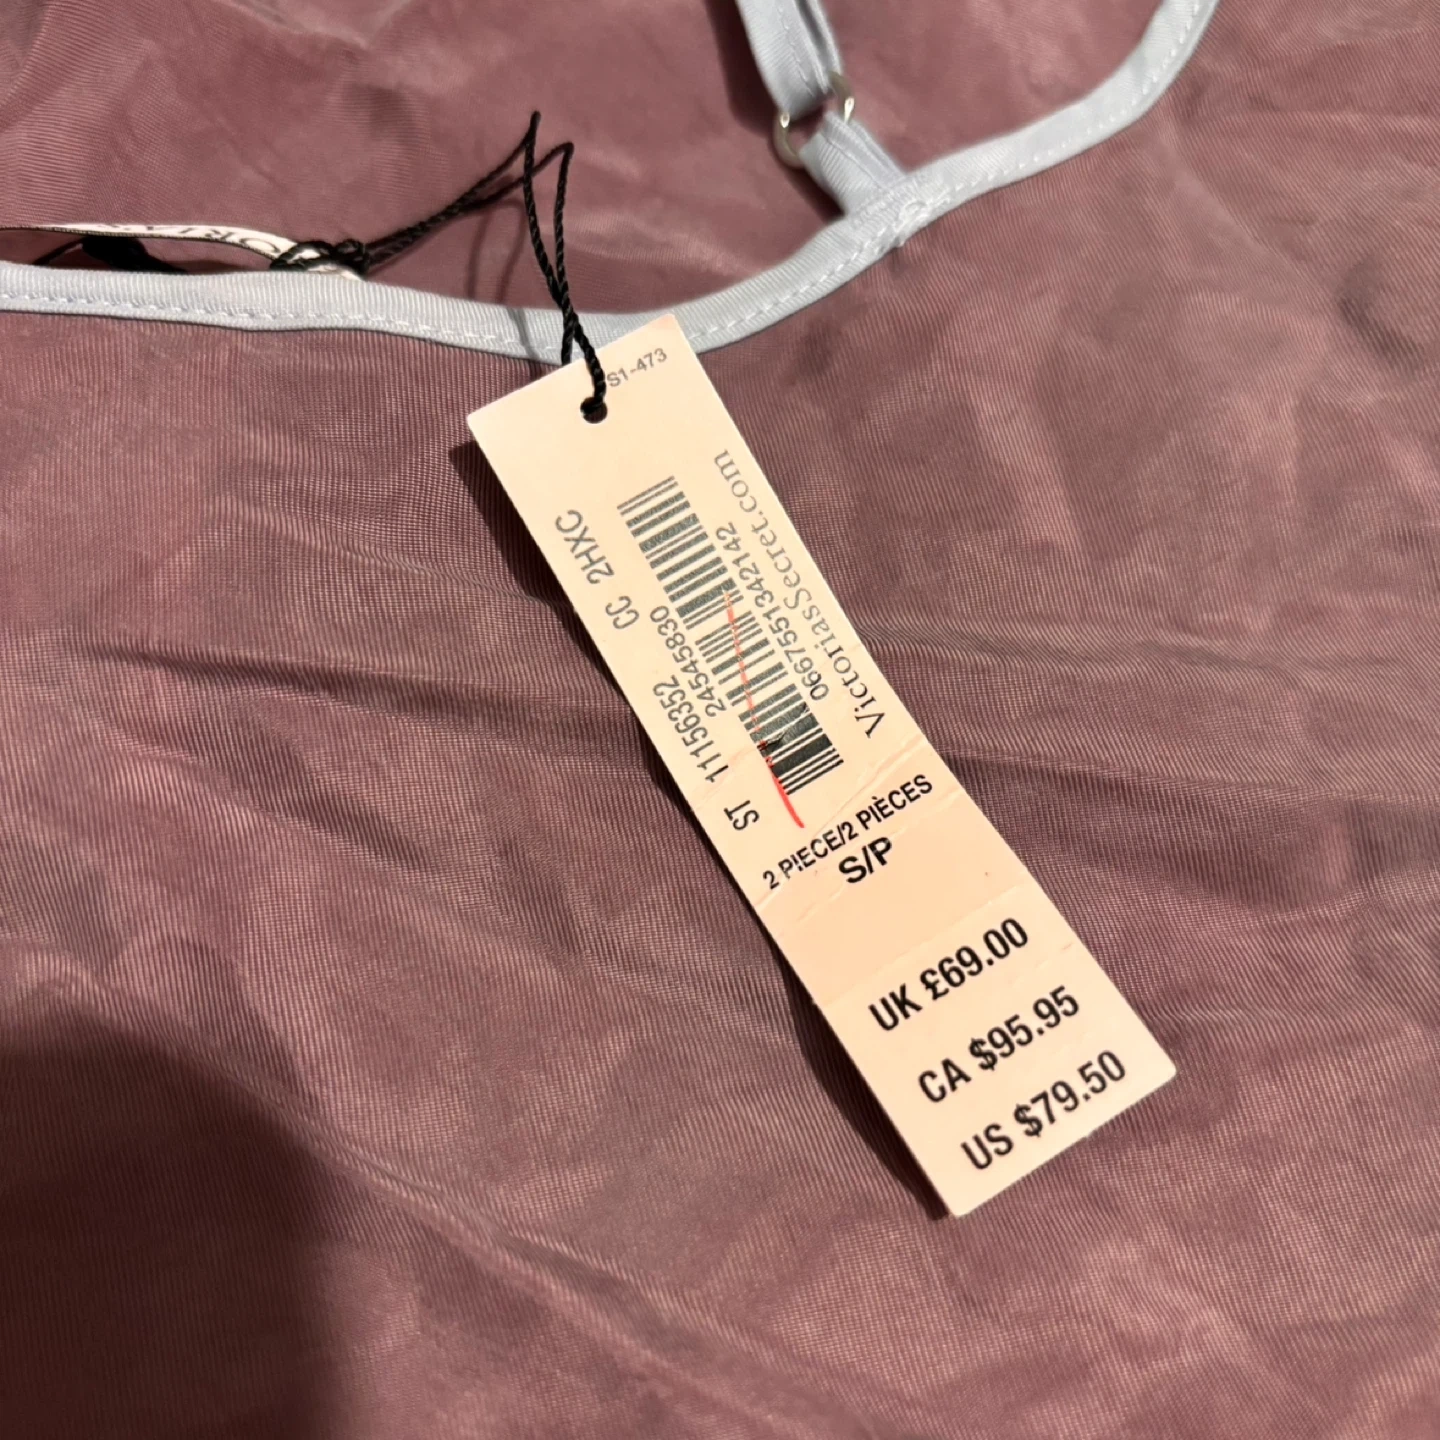 S1-473
VictoriasSecret.com
0667551342142
CC 2HXC
24545830
ST 11156352
2 PIECE/2 PIÈCES
S/P
UK £69.00
CA $95.95
US $79.50